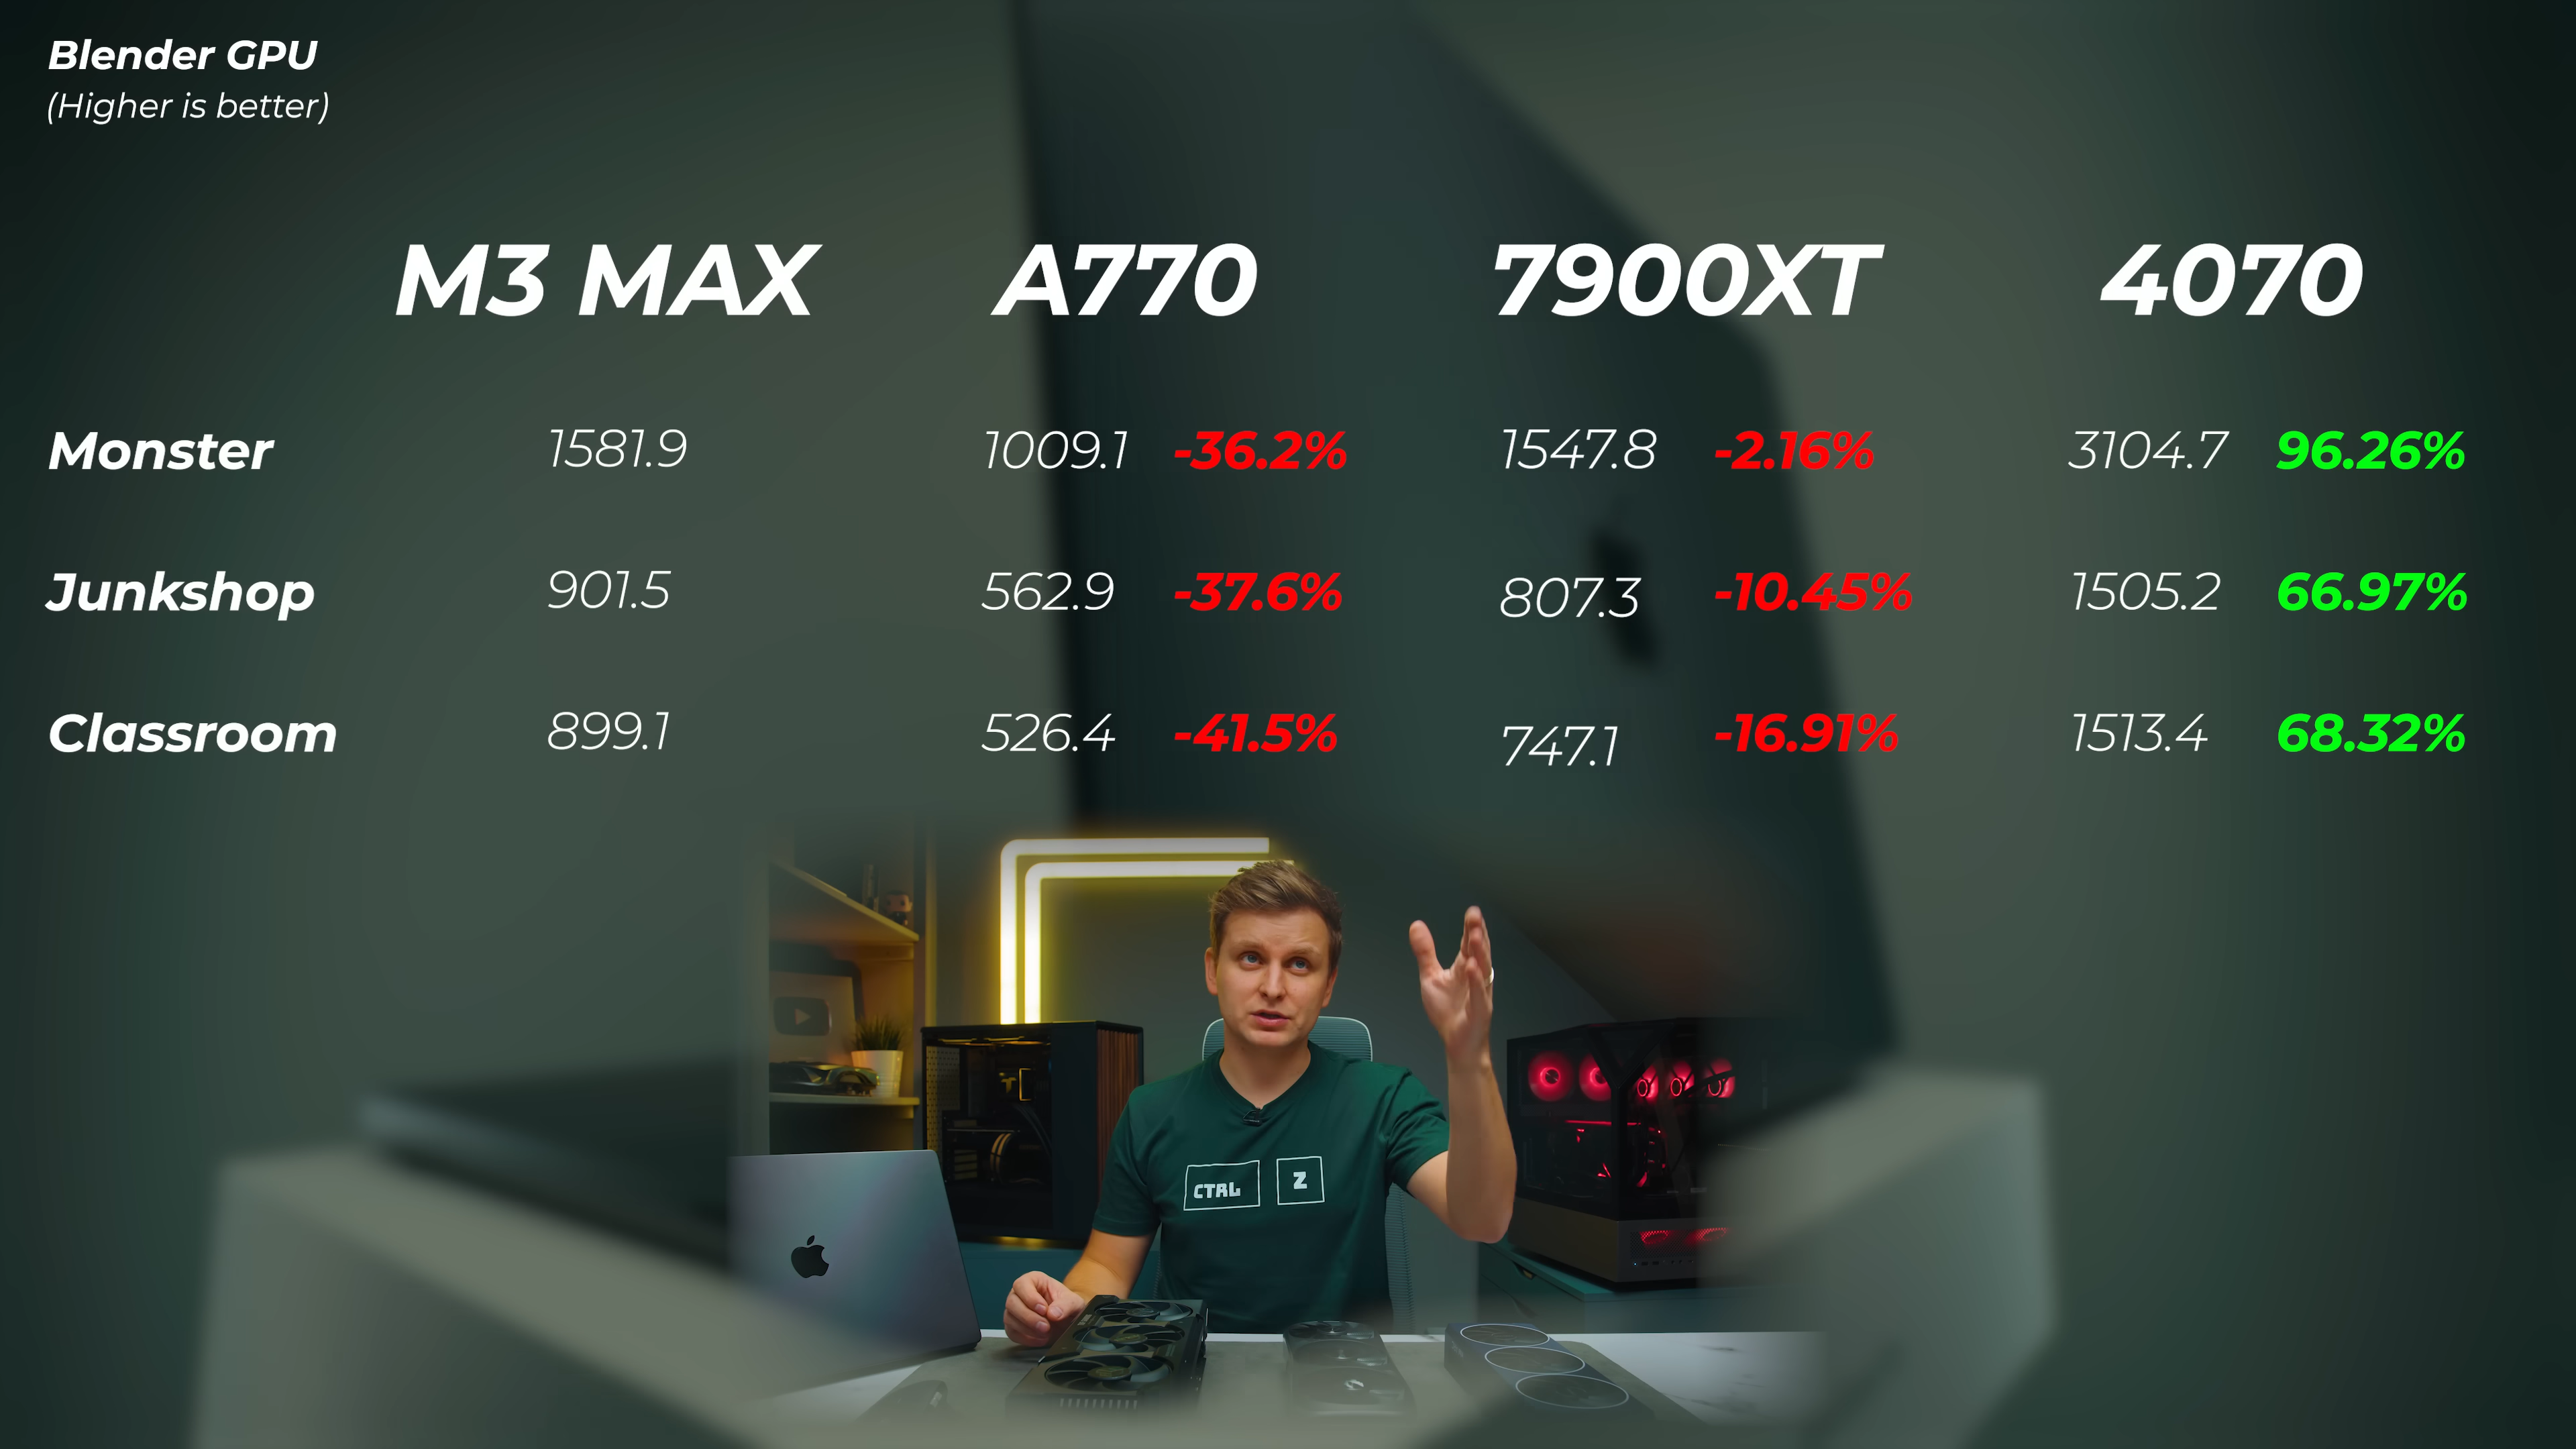 Blender GPU
(Higher is better)
M3 MAX A770 7900XT 4070
Monster 1581.9 1009.1 -36.2% 1547.8 -2.16% 3104.7 96.26%
Junkshop 901.5 562.9 -37.6% 807.3 -10.45% 1505.2 66.97%
Classroom 899.1 526.4 -41.5% 747.1 -16.91% 1513.4 68.32%
CTRL Z